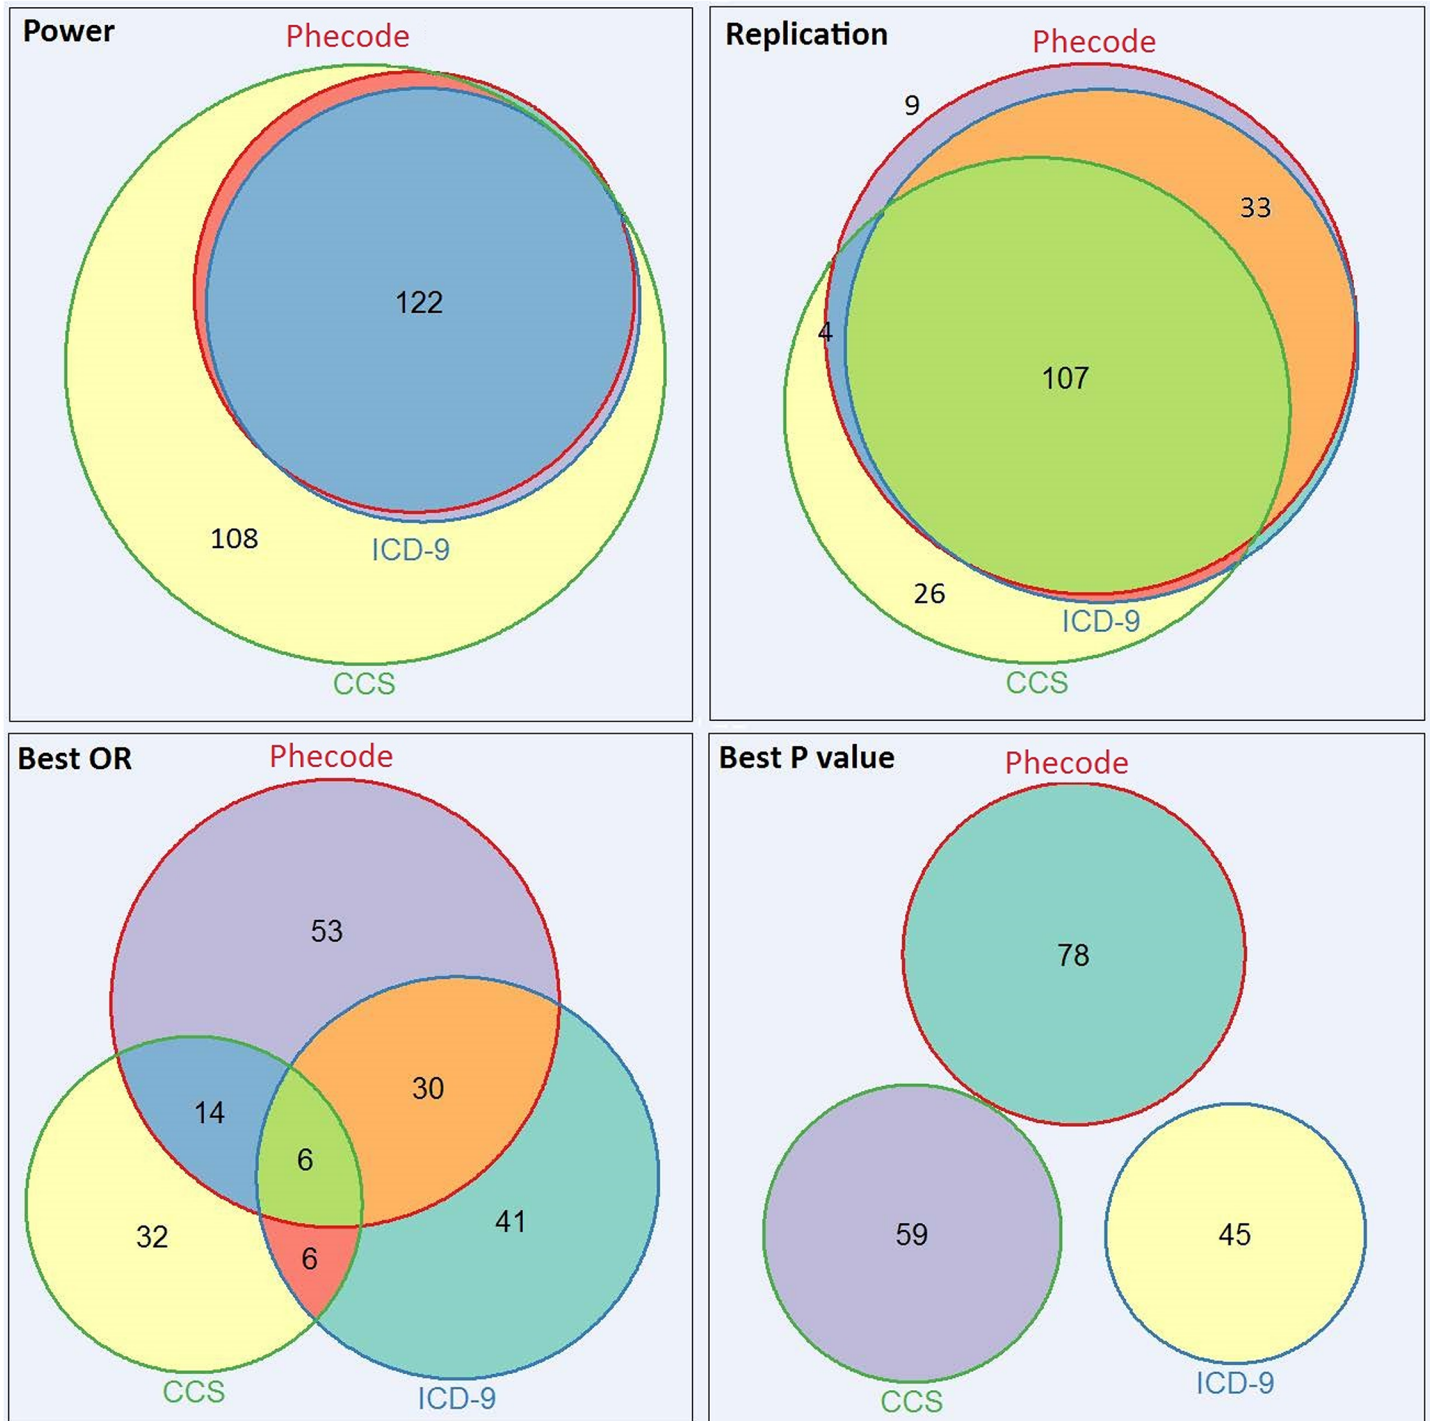 Power
Phecode
122
108
ICD-9
CCS
Replication
Phecode
9
33
4
107
26
ICD-9
CCS
Best OR
Phecode
53
30
14
6
41
32
6
CCS
ICD-9
Best P value
Phecode
78
59
45
ICD-9
CCS